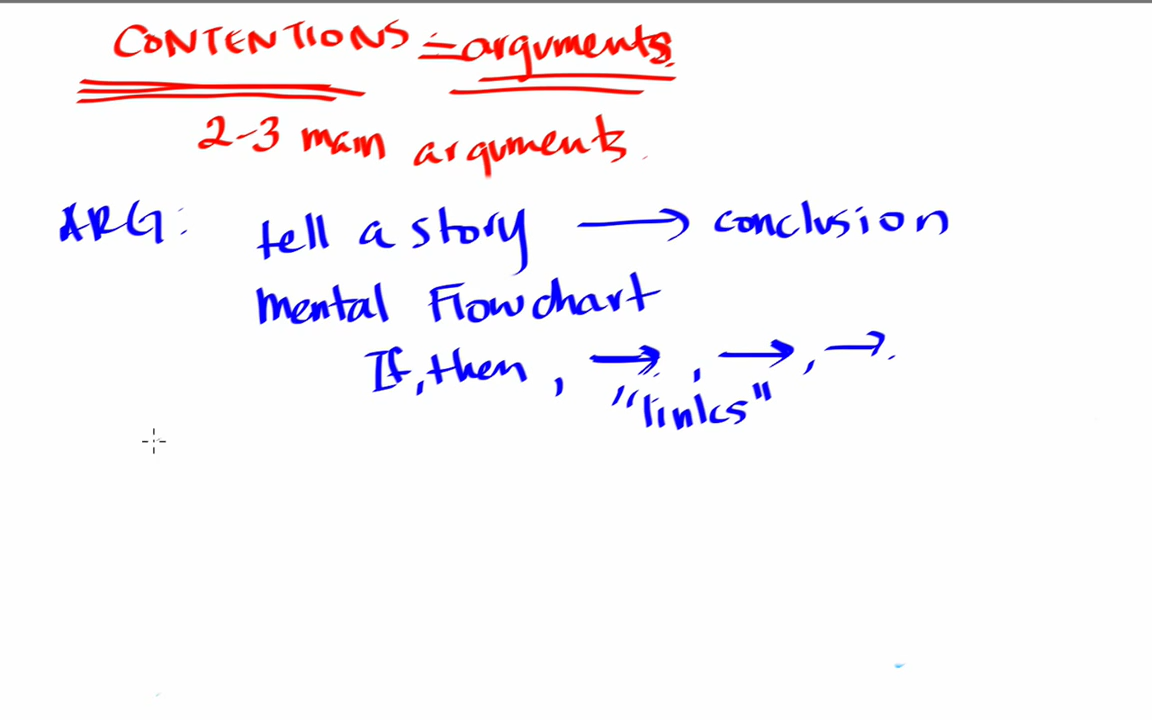 CONTENTIONS = arguments
2-3 main arguments.
ARG: tell a story → conclusion
Mental Flowchart
If, then, →, →, →.
"links"